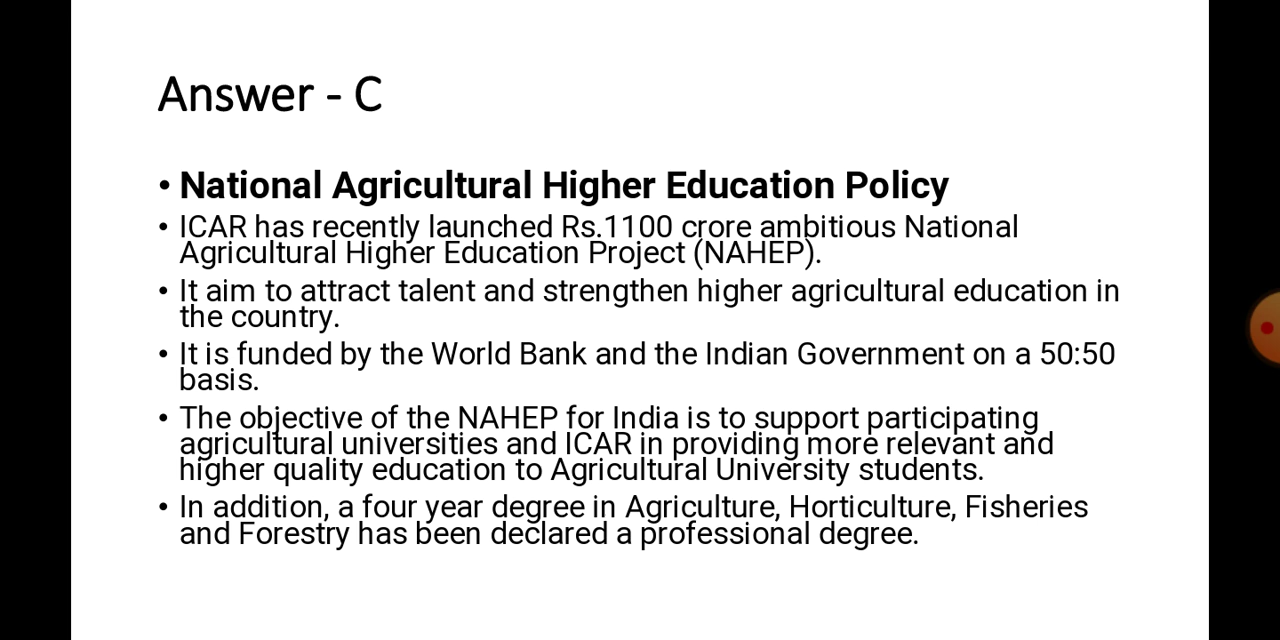 Answer - C
• National Agricultural Higher Education Policy
• ICAR has recently launched Rs.1100 crore ambitious National
Agricultural Higher Education Project (NAHEP).
• It aim to attract talent and strengthen higher agricultural education in
the country.
• It is funded by the World Bank and the Indian Government on a 50:50
basis.
• The objective of the NAHEP for India is to support participating
agricultural universities and ICAR in providing more relevant and
higher quality education to Agricultural University students.
• In addition, a four year degree in Agriculture, Horticulture, Fisheries
and Forestry has been declared a professional degree.